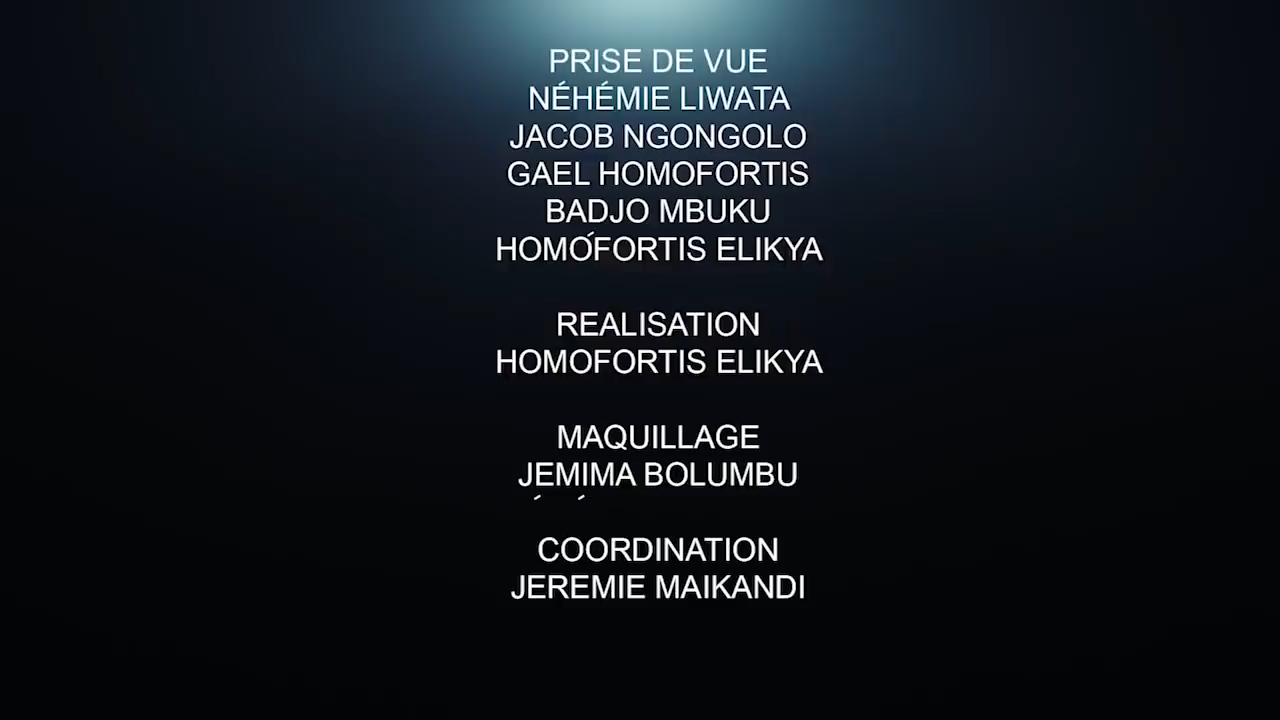 PRISE DE VUE
NÉHÉMIE LIWATA
JACOB NGONGOLO
GAEL HOMOFORTIS
BADJO MBUKU
HOMOFORTIS ELIKYA
REALISATION
HOMOFORTIS ELIKYA
MAQUILLAGE
JEMIMA BOLUMBU
COORDINATION
JEREMIE MAIKANDI